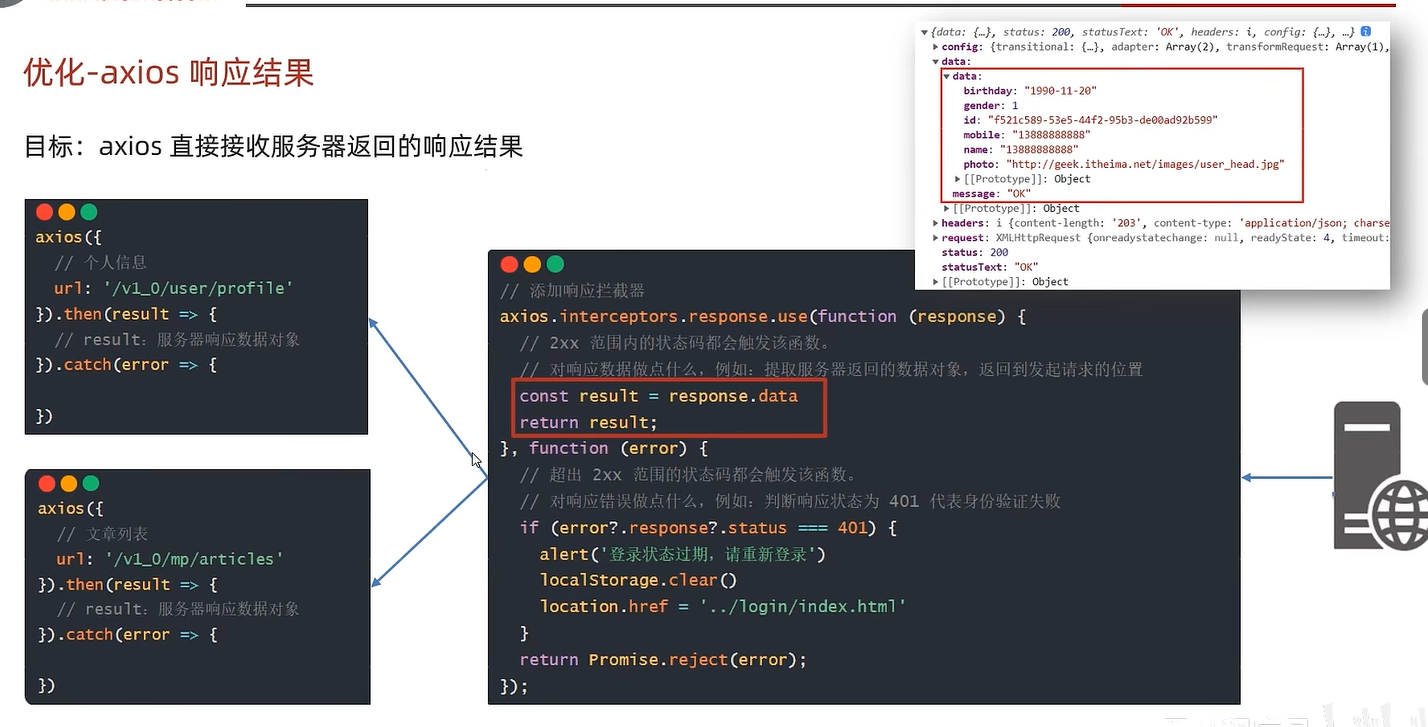 优化-axios 响应结果
目标：axios 直接接收服务器返回的响应结果
{data: {…}, status: 200, statusText: 'OK', headers: i, config: {…}, …}
config: {transitional: {…}, adapter: Array(2), transformRequest: Array(1),
data:
data:
birthday: "1990-11-20"
gender: 1
id: "f521c589-53e5-44f2-95b3-de00ad92b599"
mobile: "13888888888"
name: "13888888888"
photo: "http://geek.itheima.net/images/user_head.jpg"
[[Prototype]]: Object
message: "OK"
[[Prototype]]: Object
headers: i {content-length: '203', content-type: 'application/json; charse
request: XMLHttpRequest {onreadystatechange: null, readyState: 4, timeout:
status: 200
statusText: "OK"
[[Prototype]]: Object
axios({
// 个人信息
url: '/v1_0/user/profile'
}).then(result => {
// result：服务器响应数据对象
}).catch(error => {
})
axios({
// 文章列表
url: '/v1_0/mp/articles'
}).then(result => {
// result：服务器响应数据对象
}).catch(error => {
})
// 添加响应拦截器
axios.interceptors.response.use(function (response) {
// 2xx 范围内的状态码都会触发该函数。
// 对响应数据做点什么，例如：提取服务器返回的数据对象，返回到发起请求的位置
const result = response.data
return result;
}, function (error) {
// 超出 2xx 范围的状态码都会触发该函数。
// 对响应错误做点什么，例如：判断响应状态为 401 代表身份验证失败
if (error?.response?.status === 401) {
alert('登录状态过期，请重新登录')
localStorage.clear()
location.href = '../login/index.html'
}
return Promise.reject(error);
});